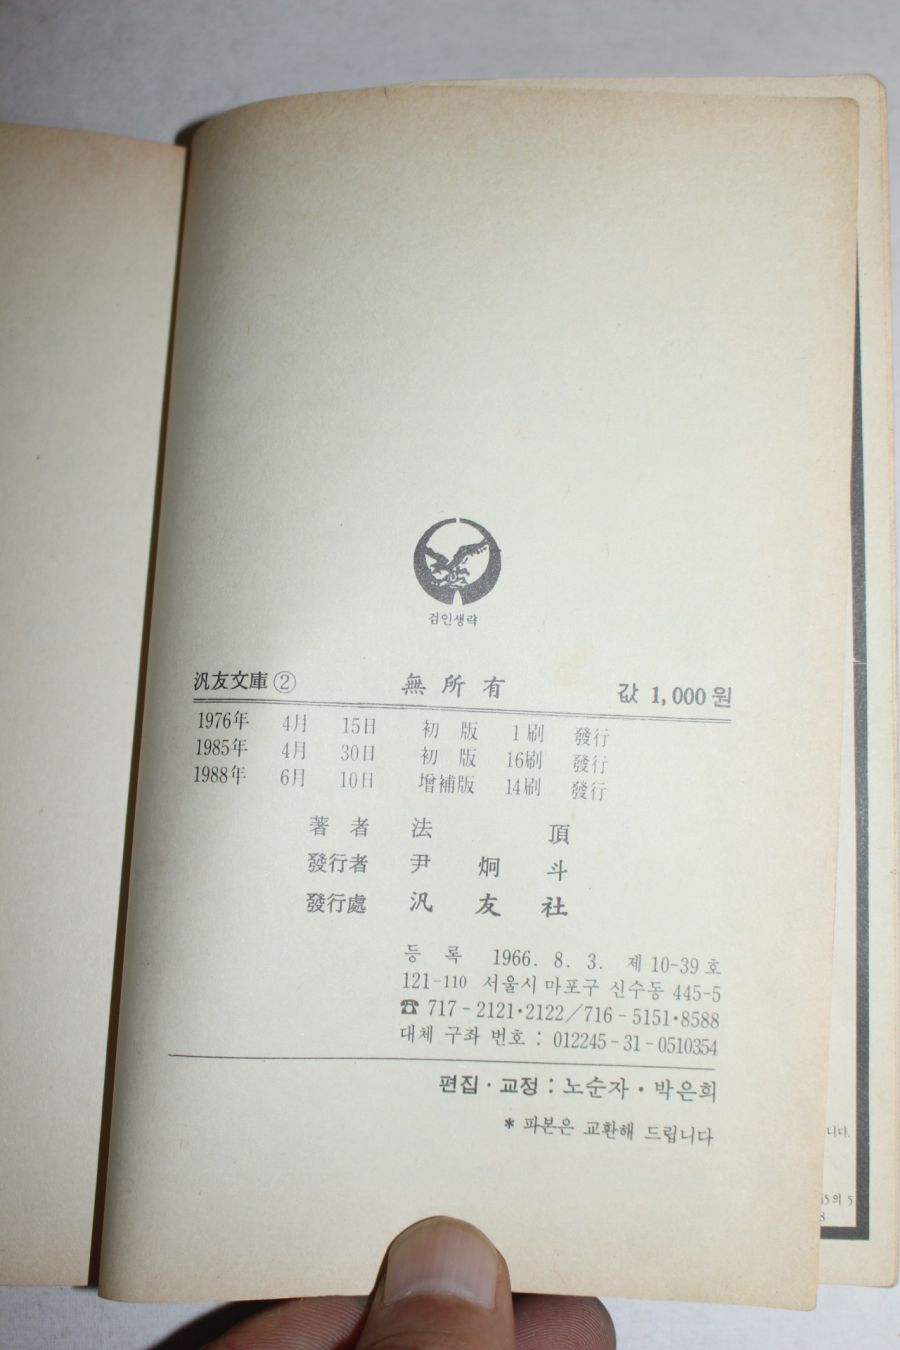 검인생략
汎友文庫② 無所有 값 1,000원
1976年 4月 15日 初版 1刷 發行
1985年 4月 30日 初版 16刷 發行
1988年 6月 10日 增補版 14刷 發行
著者 法頂
發行者 尹炯斗
發行處 汎友社
등록 1966. 8. 3. 제 10-39호
121-110 서울시 마포구 신수동 445-5
☎ 717-2121·2122/716-5151·8588
대체 구좌 번호 : 012245-31-0510354
편집·교정 : 노순자·박은희
* 파본은 교환해 드립니다
니다.
의 5
8